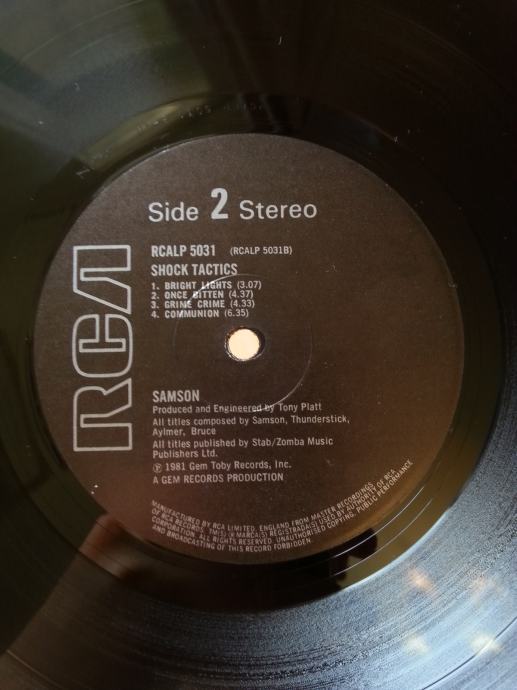 Side 2 Stereo
RCALP 5031 (RCALP 5031B)
SHOCK TACTICS
1. BRIGHT LIGHTS (3.07)
2. ONCE BITTEN (4.37)
3. GRIME CRIME (4.33)
4. COMMUNION (6.35)
RCA
SAMSON
Produced and Engineered by Tony Platt
All titles composed by Samson, Thunderstick,
Aylmer, Bruce
All titles published by Stab/Zomba Music
Publishers Ltd.
℗ 1981 Gem Toby Records, Inc.
A GEM RECORDS PRODUCTION
MANUFACTURED BY RCA LIMITED, ENGLAND FROM MASTER RECORDINGS
OF RCA RECORDS. TM(S) ® MARCA(S) REGISTRADA(S) USED BY AUTHORITY OF RCA
CORPORATION. ALL RIGHTS RESERVED. UNAUTHORISED COPYING, PUBLIC PERFORMANCE
AND BROADCASTING OF THIS RECORD FORBIDDEN.